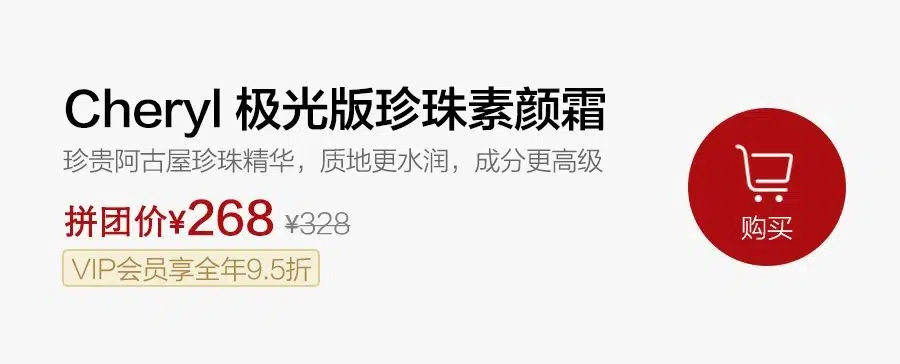 Cheryl 极光版珍珠素颜霜
珍贵阿古屋珍珠精华，质地更水润，成分更高级
拼团价¥268 ¥328
VIP会员享全年9.5折
购买